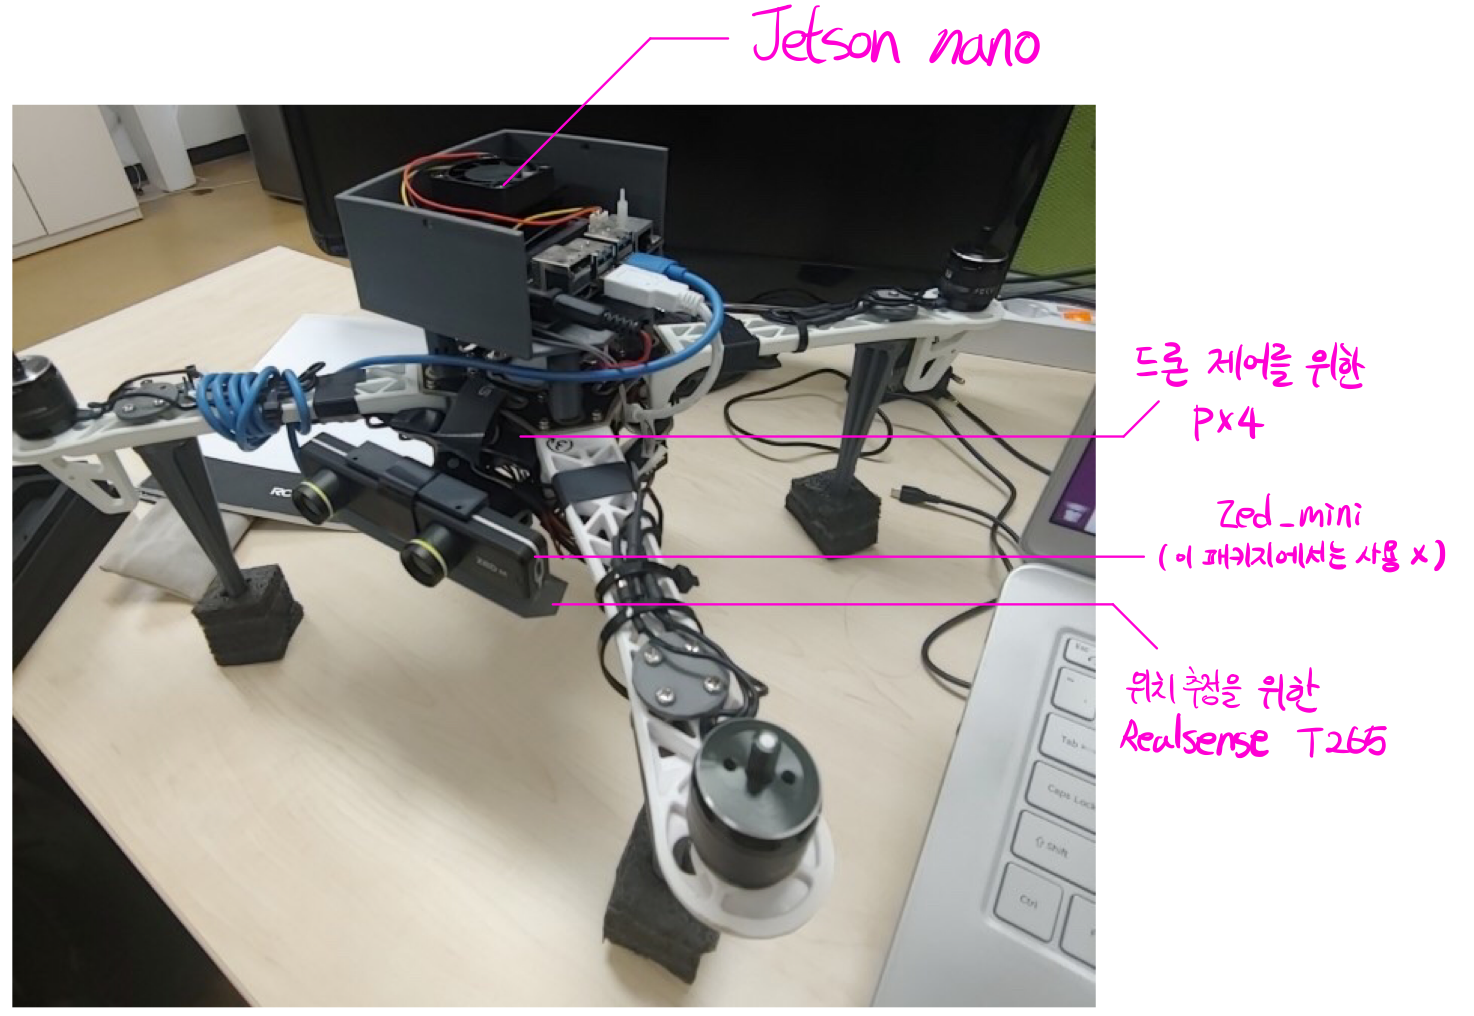 Jetson nano
드론 제어를 위한
PX4
Zed_mini
(이 패키지에서는 사용 X)
위치 추정을 위한
Realsense T265
RC
ZED M
Esc
Tab
Caps Lock
⇧ Shift
Ctrl